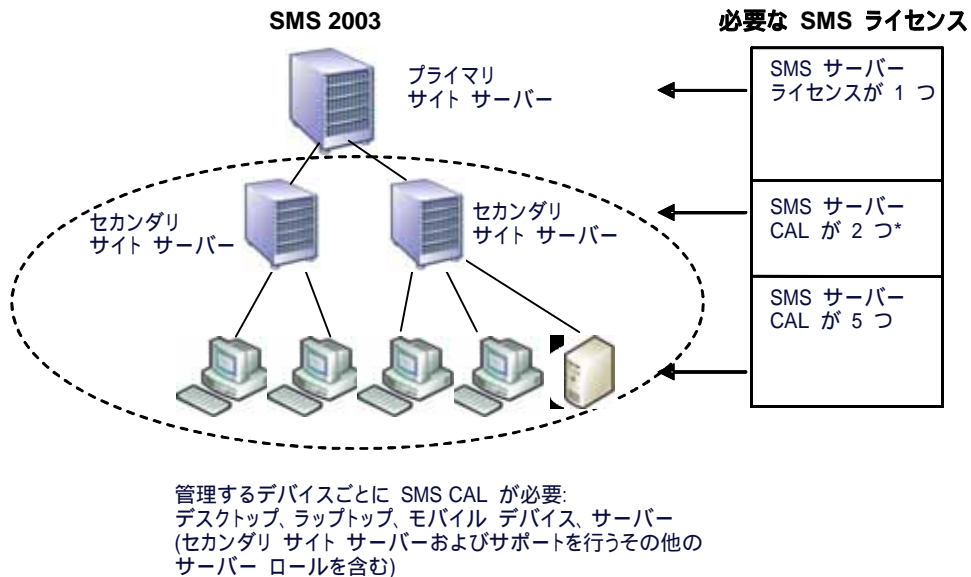 SMS 2003
必要な SMS ライセンス
プライマリ
サイト サーバー
SMS サーバー
ライセンスが 1 つ
セカンダリ
サイト サーバー
セカンダリ
サイト サーバー
SMS サーバー
CAL が 2 つ*
SMS サーバー
CAL が 5 つ
管理するデバイスごとに SMS CAL が必要:
デスクトップ、ラップトップ、モバイル デバイス、サーバー
(セカンダリ サイト サーバーおよびサポートを行うその他の
サーバー ロールを含む)